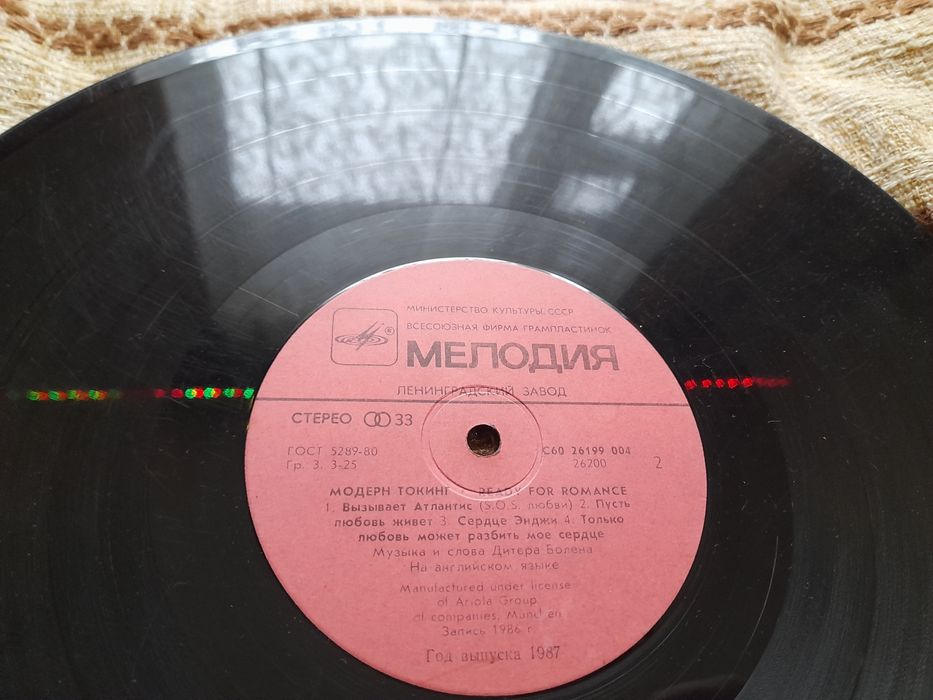 МИНИСТЕРСТВО КУЛЬТУРЫ СССР
ВСЕСОЮЗНАЯ ФИРМА ГРАМПЛАСТИНОК
®
МЕЛОДИЯ
ЛЕНИНГРАДСКИЙ ЗАВОД
СТЕРЕО 33
ГОСТ 5289-80
Гр. 3. 3-25
С60 26199 004
26200
2
МОДЕРН ТОКИНГ READY FOR ROMANCE
1. Вызывает Атлантис (S.O.S. любви) 2. Пусть
любовь живет 3. Сердце Энджи 4. Только
любовь может разбить мое сердце
Музыка и слова Дитера Болена
На английском языке
Manufactured under license
of Ariola Group
of companies, München
Запись 1986 г.
Год выпуска 1987